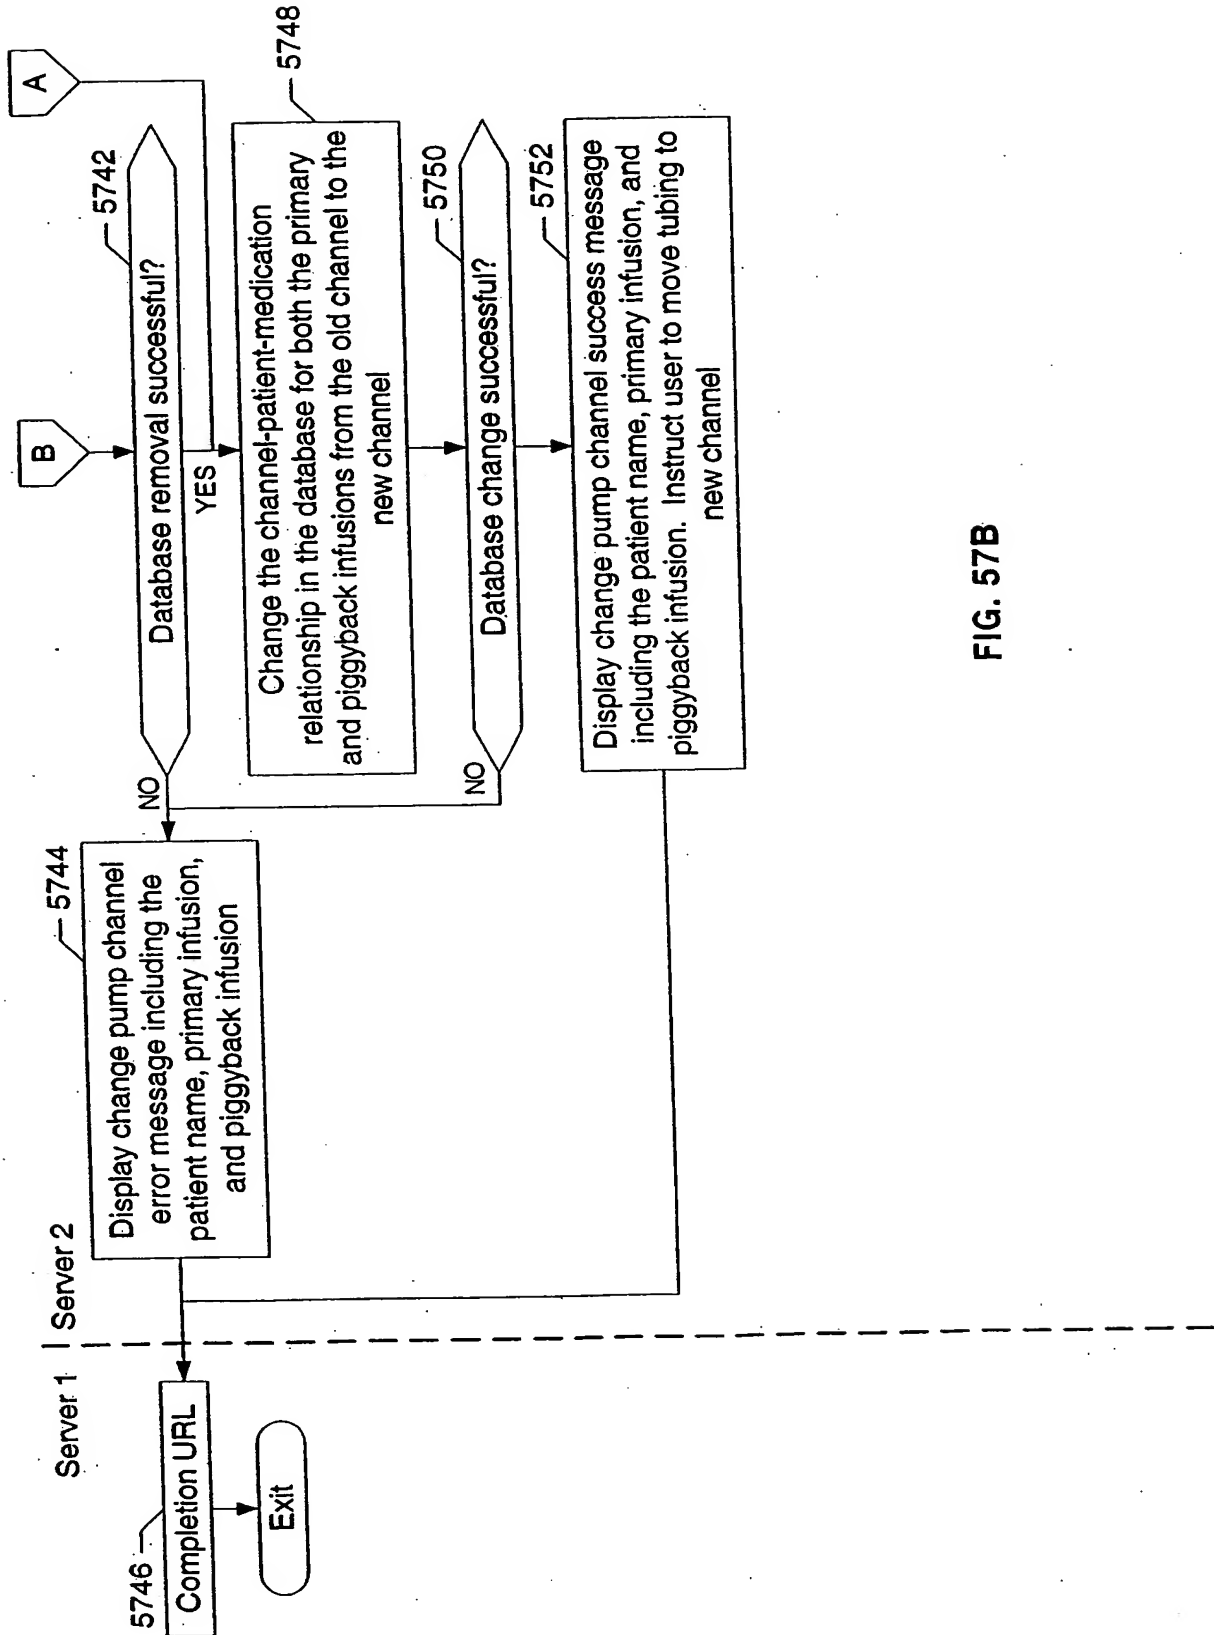 Server 1
Server 2
B
A
Database removal successful?
5742
YES
NO
Display change pump channel
error message including the
patient name, primary infusion,
and piggyback infusion
5744
5746
Completion URL
Exit
Change the channel-patient-medication
relationship in the database for both the primary
and piggyback infusions from the old channel to the
new channel
5748
Database change successful?
5750
NO
Display change pump channel success message
including the patient name, primary infusion, and
piggyback infusion. Instruct user to move tubing to
new channel
5752
FIG. 57B